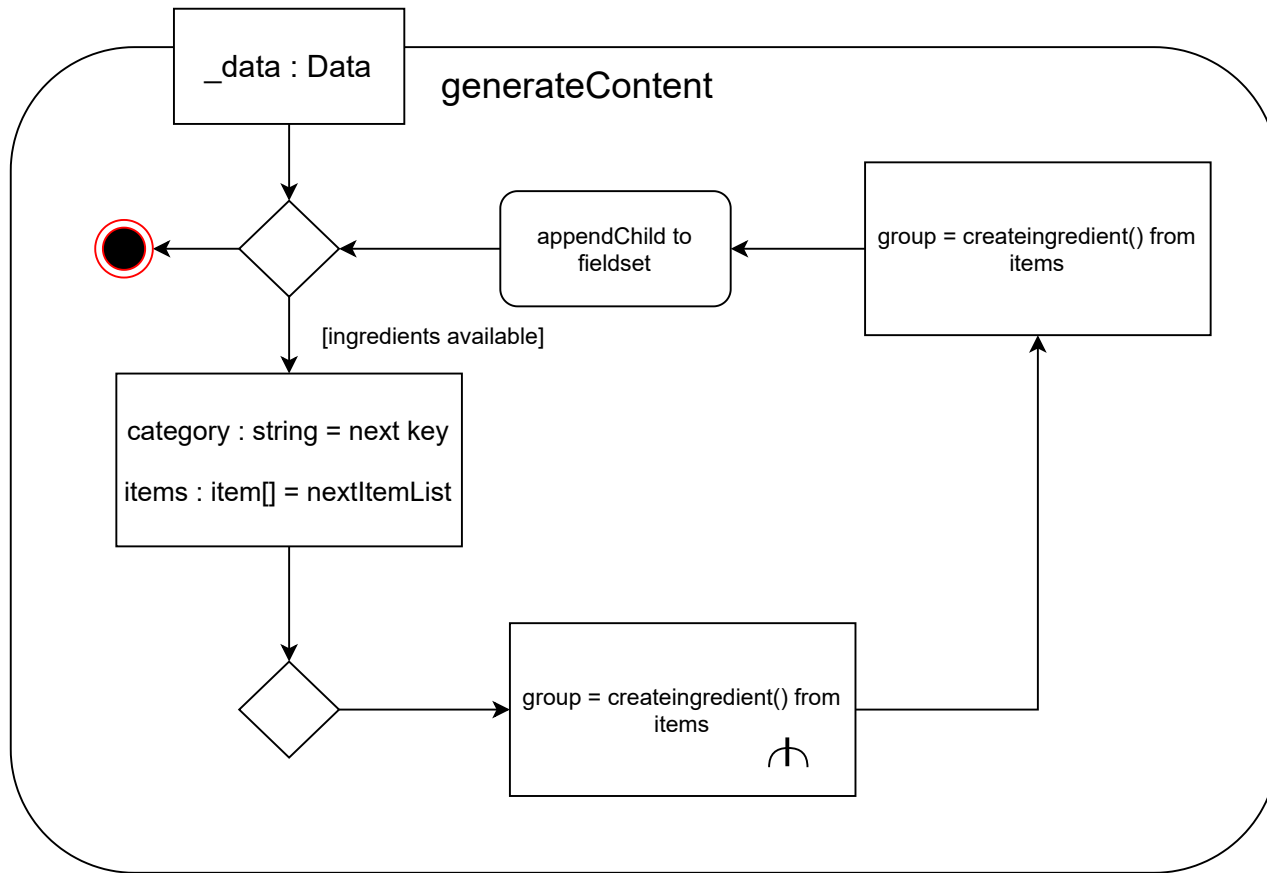 _data : Data
generateContent
appendChild to
fieldset
group = createingredient() from
items
[ingredients available]
category : string = next key
items : item[] = nextItemList
group = createingredient() from
items